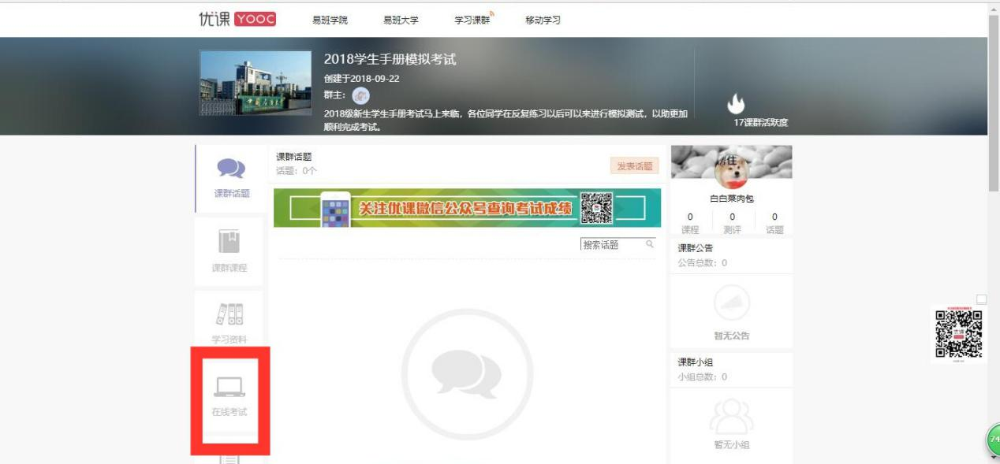 优课 YOOC
易班学院
易班大学
学习课群
移动学习
2018学生手册模拟考试
创建于2018-09-22
群主：
2018级新生学生手册考试马上来临，各位同学在反复练习以后可以来进行模拟测试，以助更加
顺利完成考试。
17课群活跃度
课群话题
课群话题
话题：0个
发表话题
关注优课微信公众号查询考试成绩
搜索话题
课群课程
学习资料
在线考试
白白菜肉包
0
0
0
课程
测评
话题
课群公告
公告总数：0
暂无公告
课群小组
小组总数：0
暂无小组
74